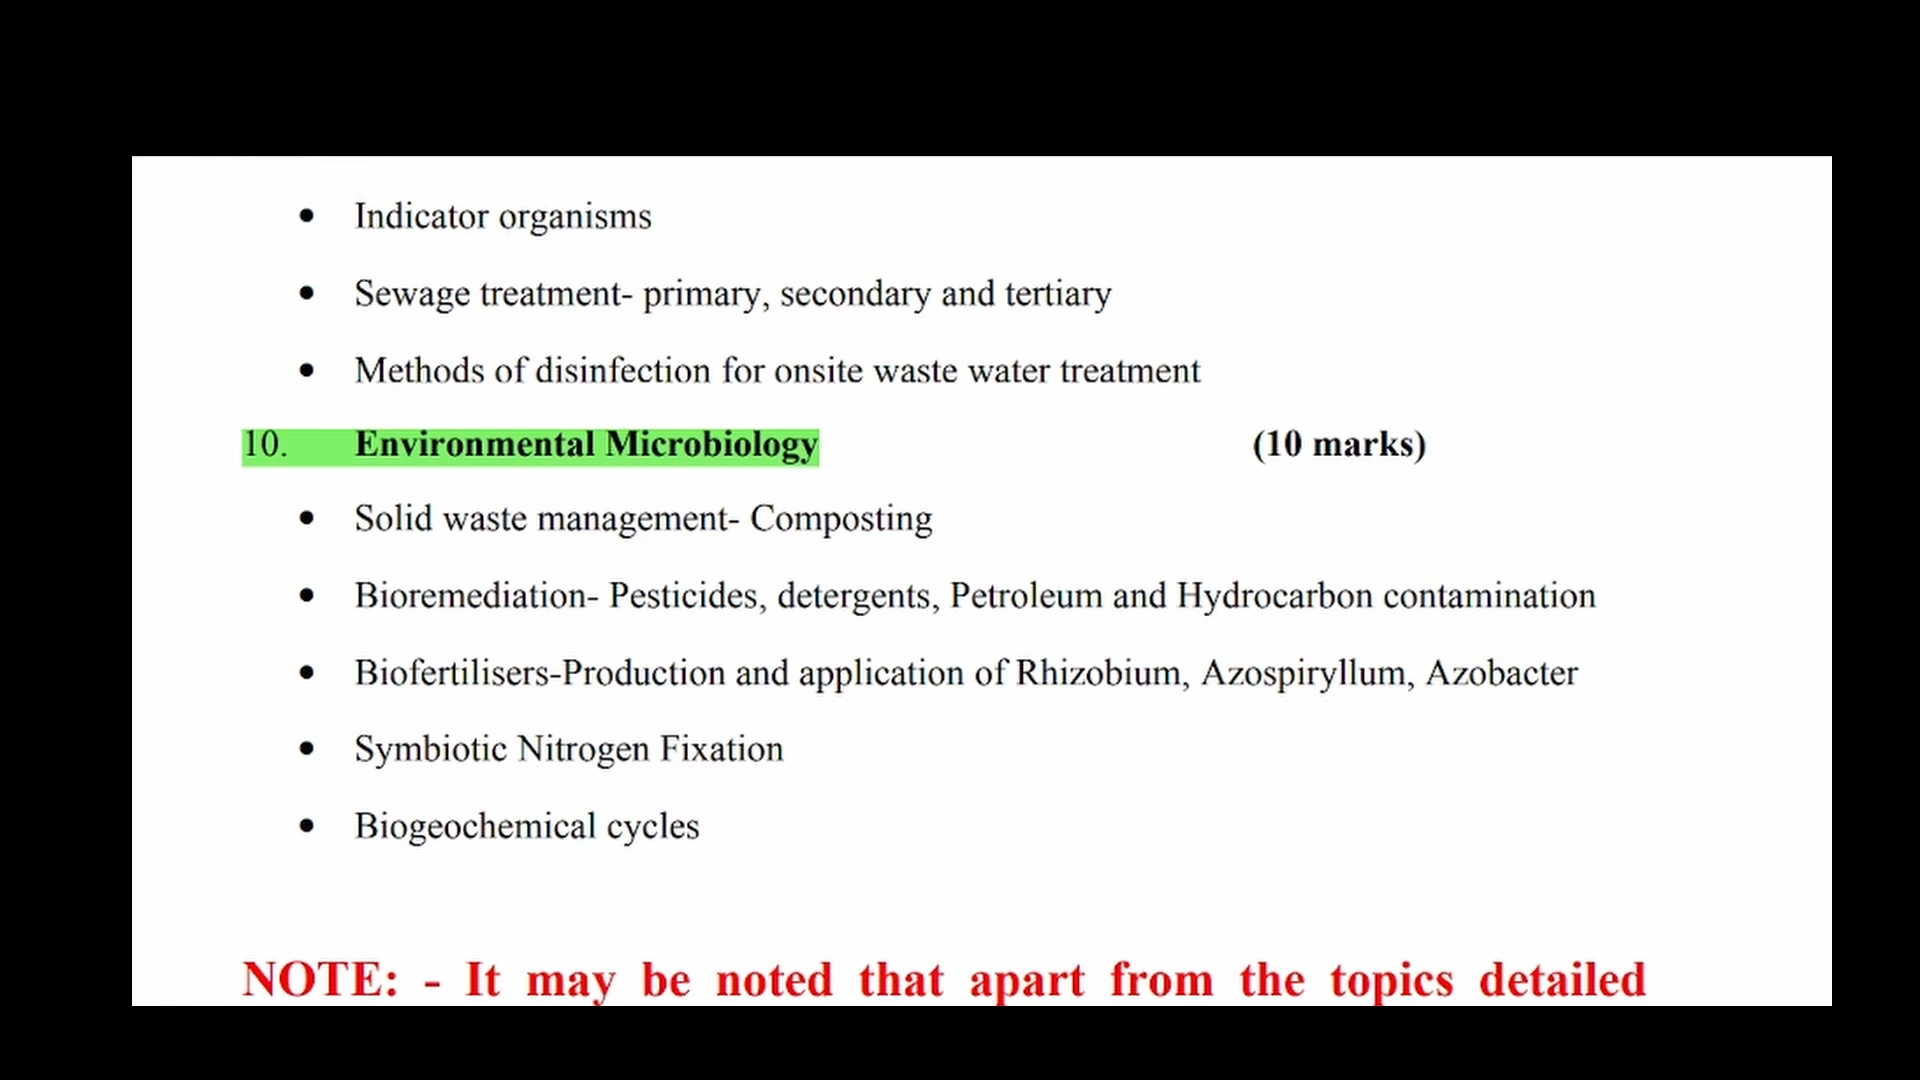 • Indicator organisms
• Sewage treatment- primary, secondary and tertiary
• Methods of disinfection for onsite waste water treatment
10. Environmental Microbiology (10 marks)
• Solid waste management- Composting
• Bioremediation- Pesticides, detergents, Petroleum and Hydrocarbon contamination
• Biofertilisers-Production and application of Rhizobium, Azospiryllum, Azobacter
• Symbiotic Nitrogen Fixation
• Biogeochemical cycles
NOTE: - It may be noted that apart from the topics detailed